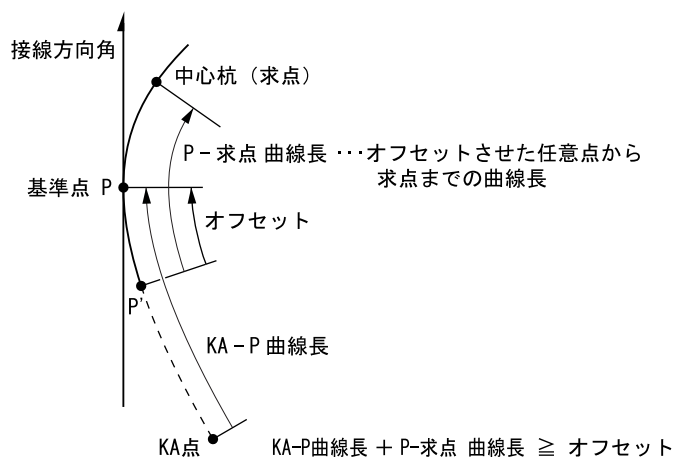 接線方向角
中心杭（求点）
P−求点 曲線長 ･･･オフセットさせた任意点から
求点までの曲線長
基準点 P
オフセット
P'
KA−P 曲線長
KA点
KA-P曲線長 ＋ P-求点 曲線長 ≧ オフセット